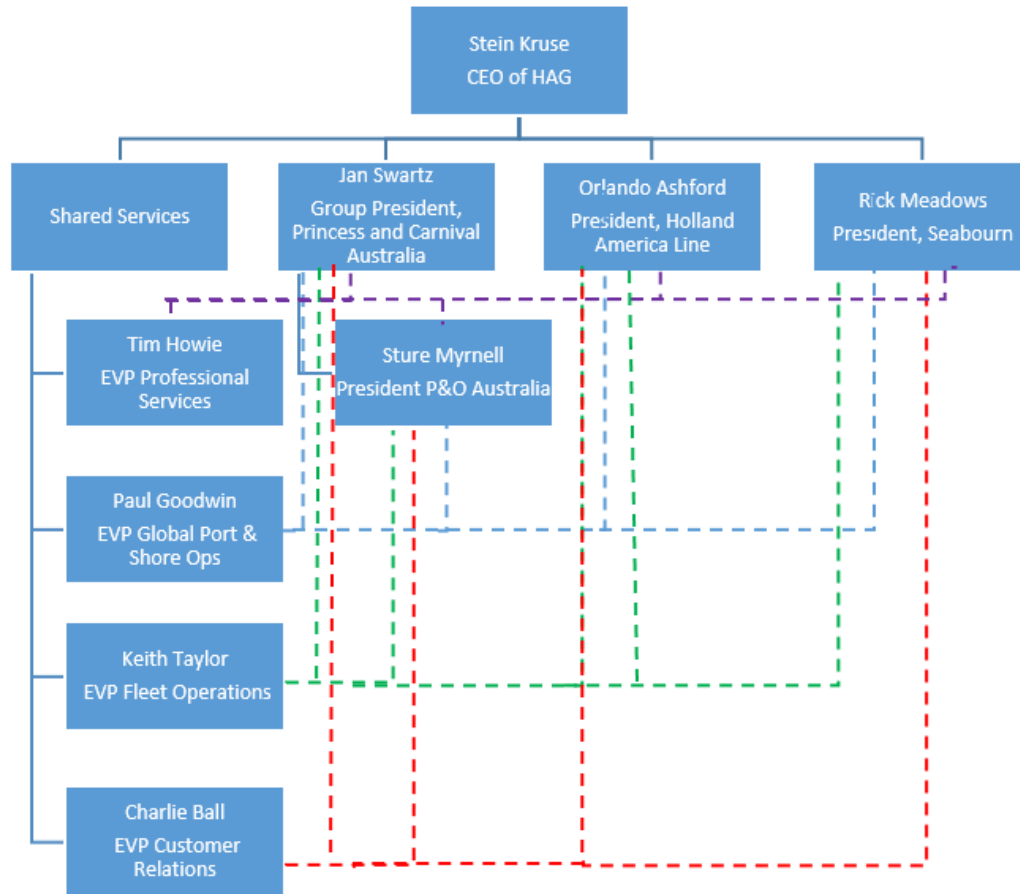 Stein Kruse
CEO of HAG
Shared Services
Jan Swartz
Group President,
Princess and Carnival
Australia
Orlando Ashford
President, Holland
America Line
Rick Meadows
President, Seabourn
Tim Howie
EVP Professional
Services
Sture Myrnell
President P&O Australia
Paul Goodwin
EVP Global Port &
Shore Ops
Keith Taylor
EVP Fleet Operations
Charlie Ball
EVP Customer
Relations